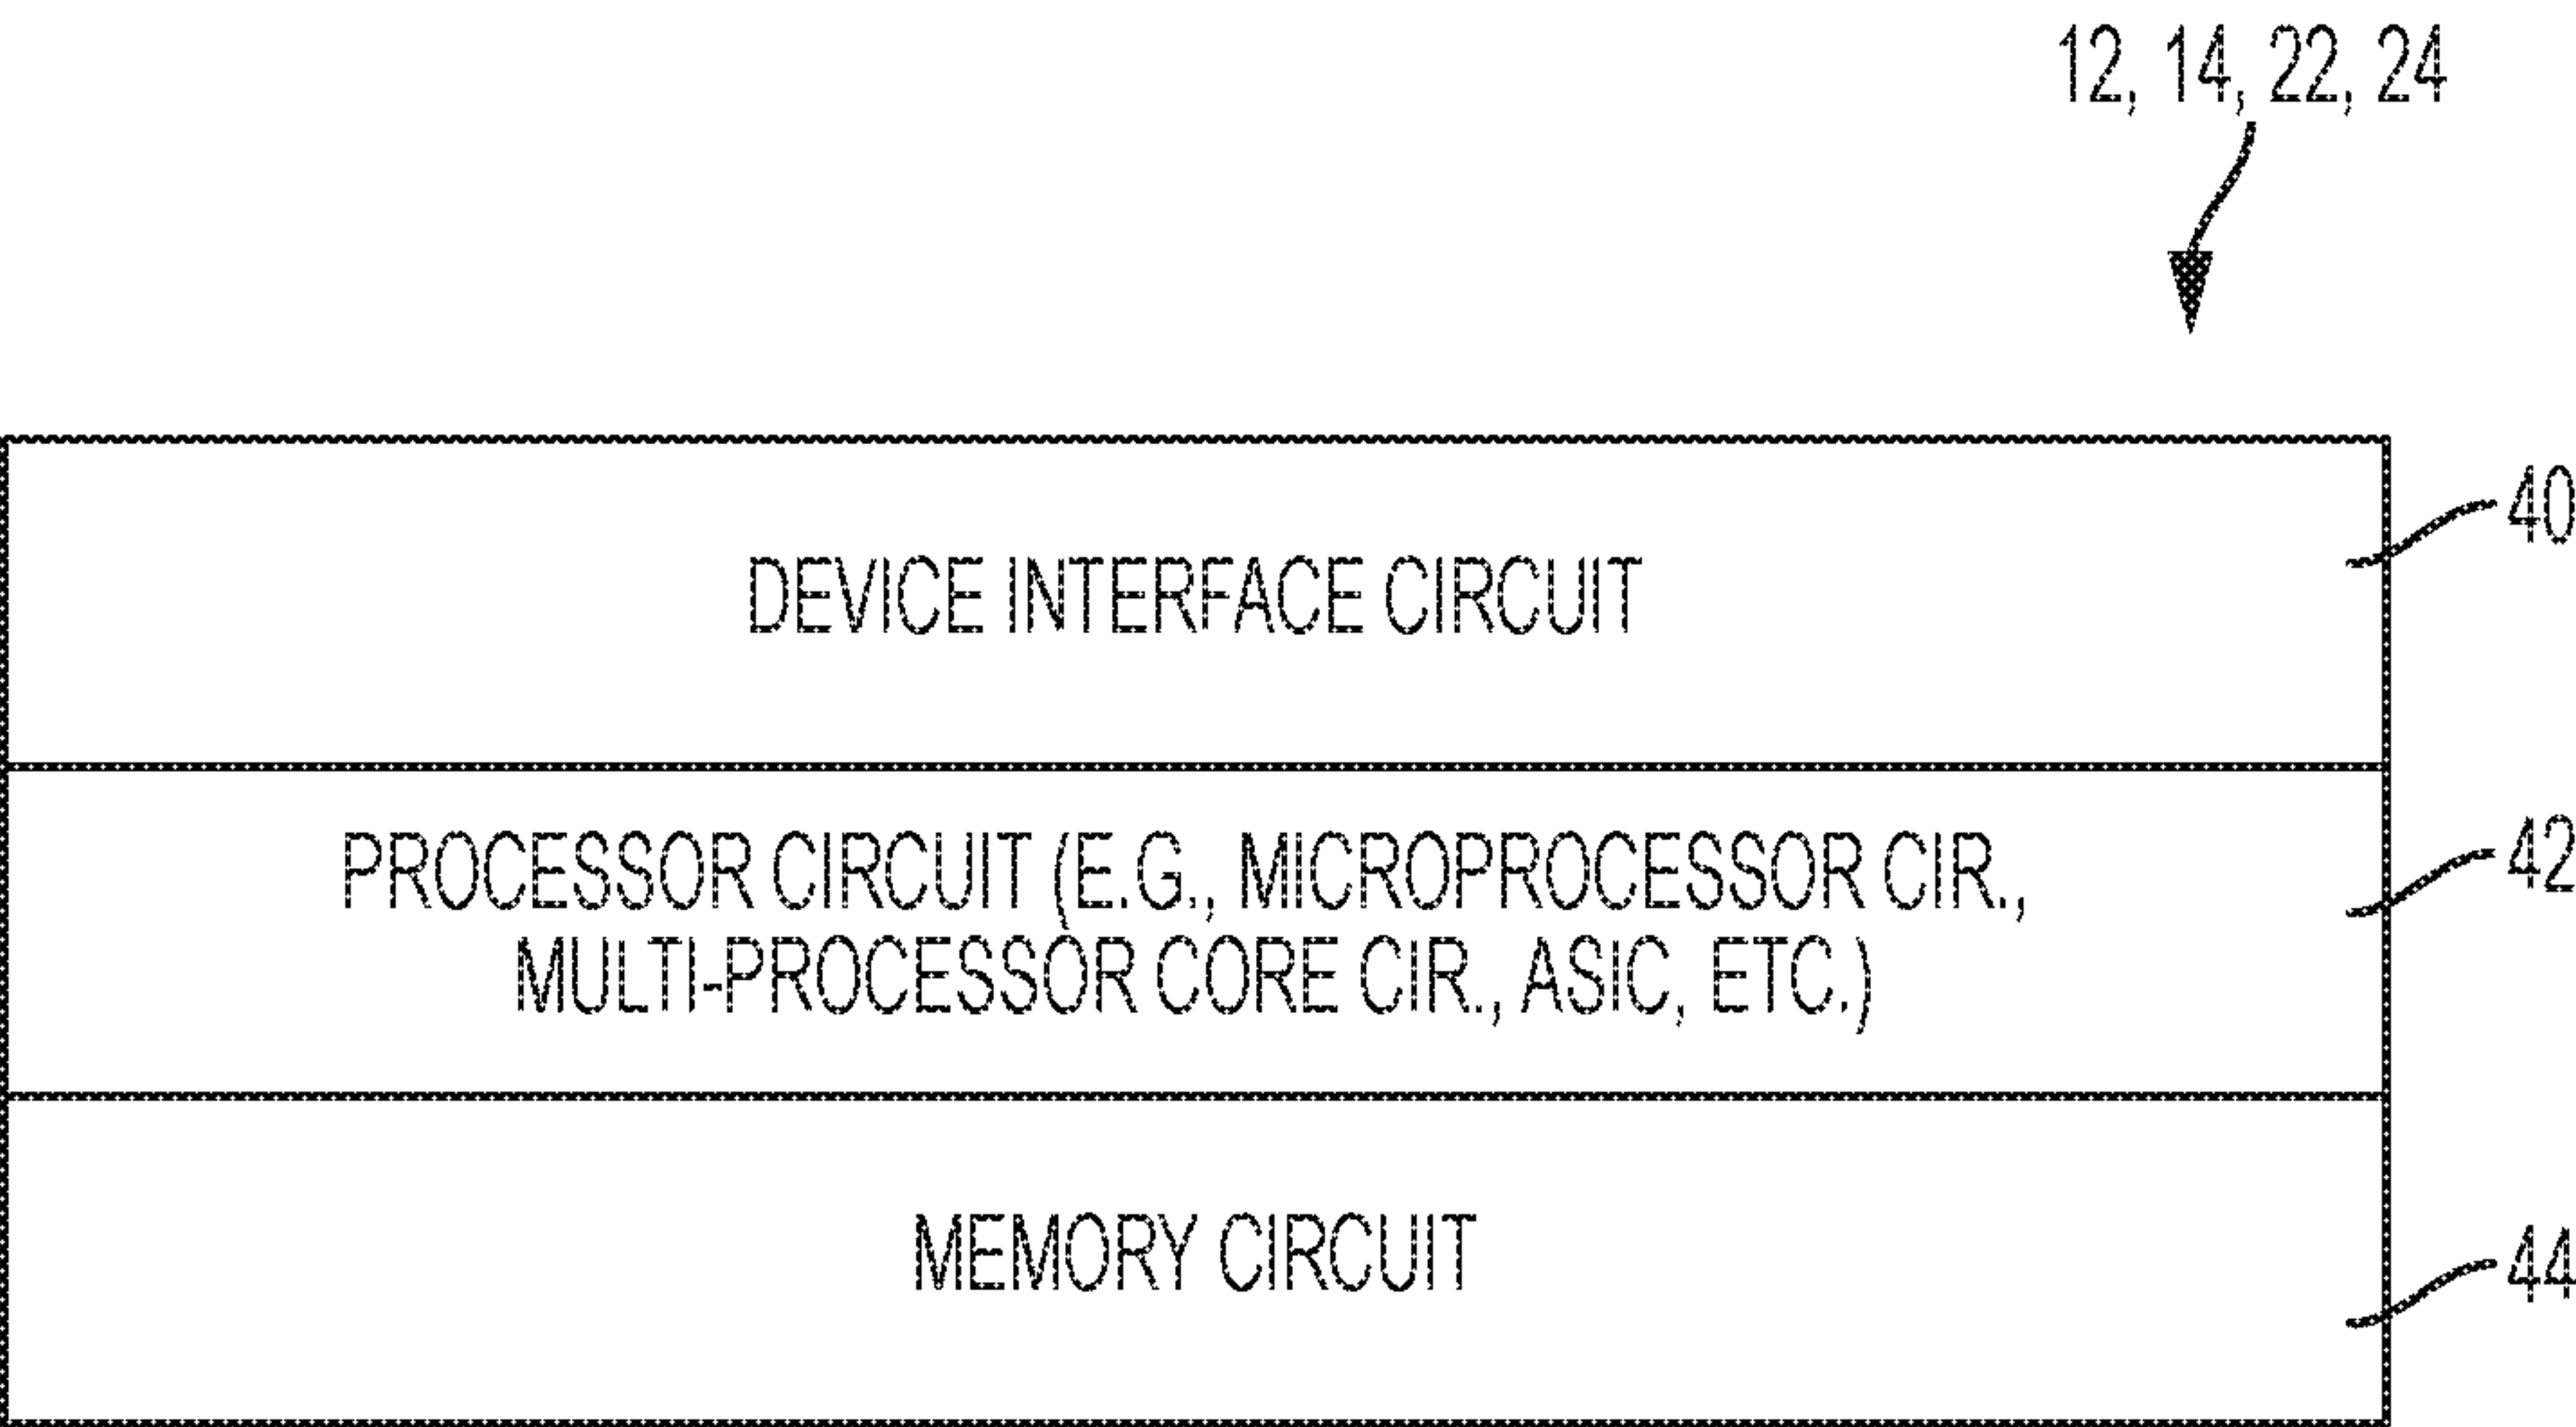 12, 14, 22, 24
40
DEVICE INTERFACE CIRCUIT
42
PROCESSOR CIRCUIT (E.G., MICROPROCESSOR CIR.,
MULTI-PROCESSOR CORE CIR., ASIC, ETC.)
44
MEMORY CIRCUIT